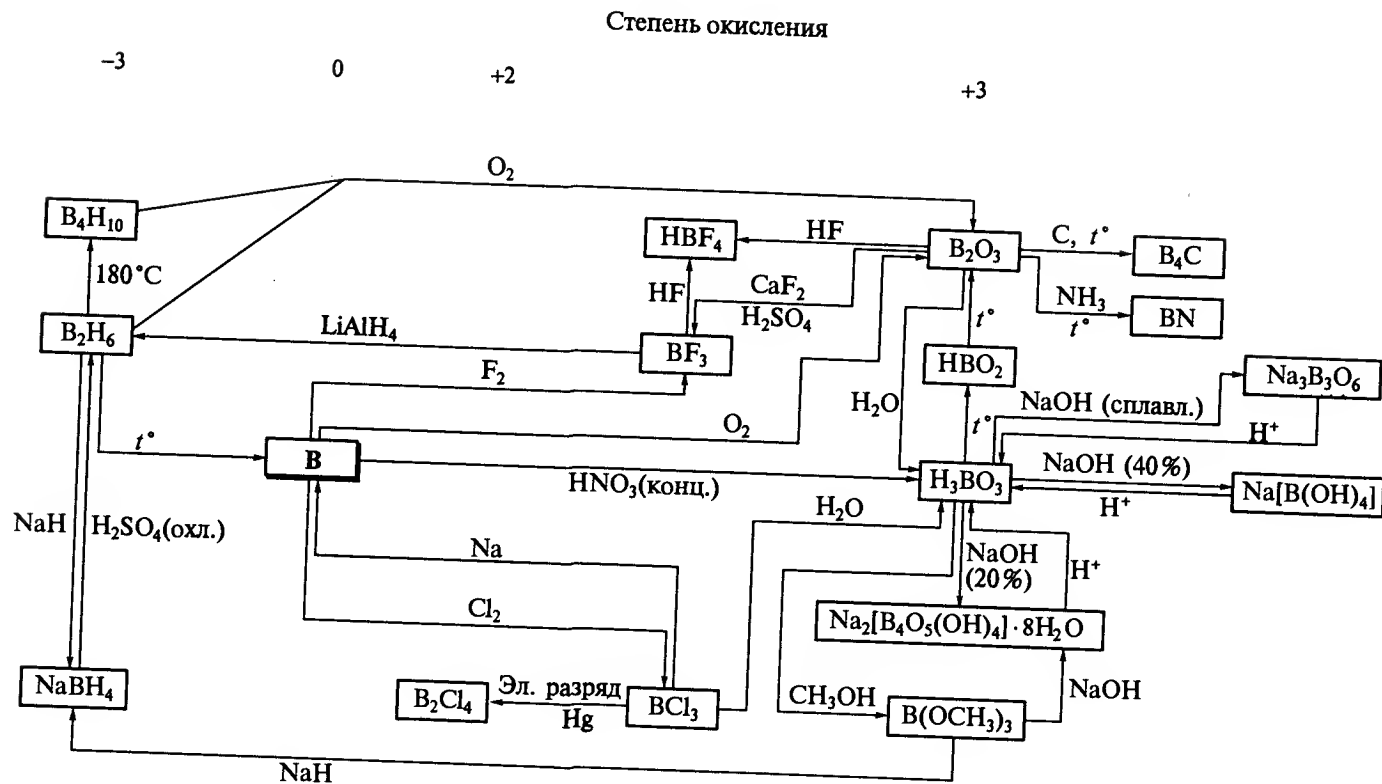 Степень окисления
−3
0
+2
+3
O₂
B₄H₁₀
HBF₄
HF
B₂O₃
C, t°
B₄C
180°C
HF
CaF₂
H₂SO₄
NH₃
t°
BN
B₂H₆
LiAlH₄
BF₃
t°
HBO₂
Na₃B₃O₆
F₂
H₂O
NaOH (сплавл.)
O₂
t°
H⁺
t°
B
HNO₃(конц.)
H₃BO₃
NaOH (40%)
H⁺
Na[B(OH)₄]
NaH
H₂SO₄(охл.)
H₂O
Na
NaOH
(20%)
H⁺
Cl₂
Na₂[B₄O₅(OH)₄]·8H₂O
NaBH₄
B₂Cl₄
Эл. разряд
Hg
BCl₃
CH₃OH
B(OCH₃)₃
NaOH
NaH